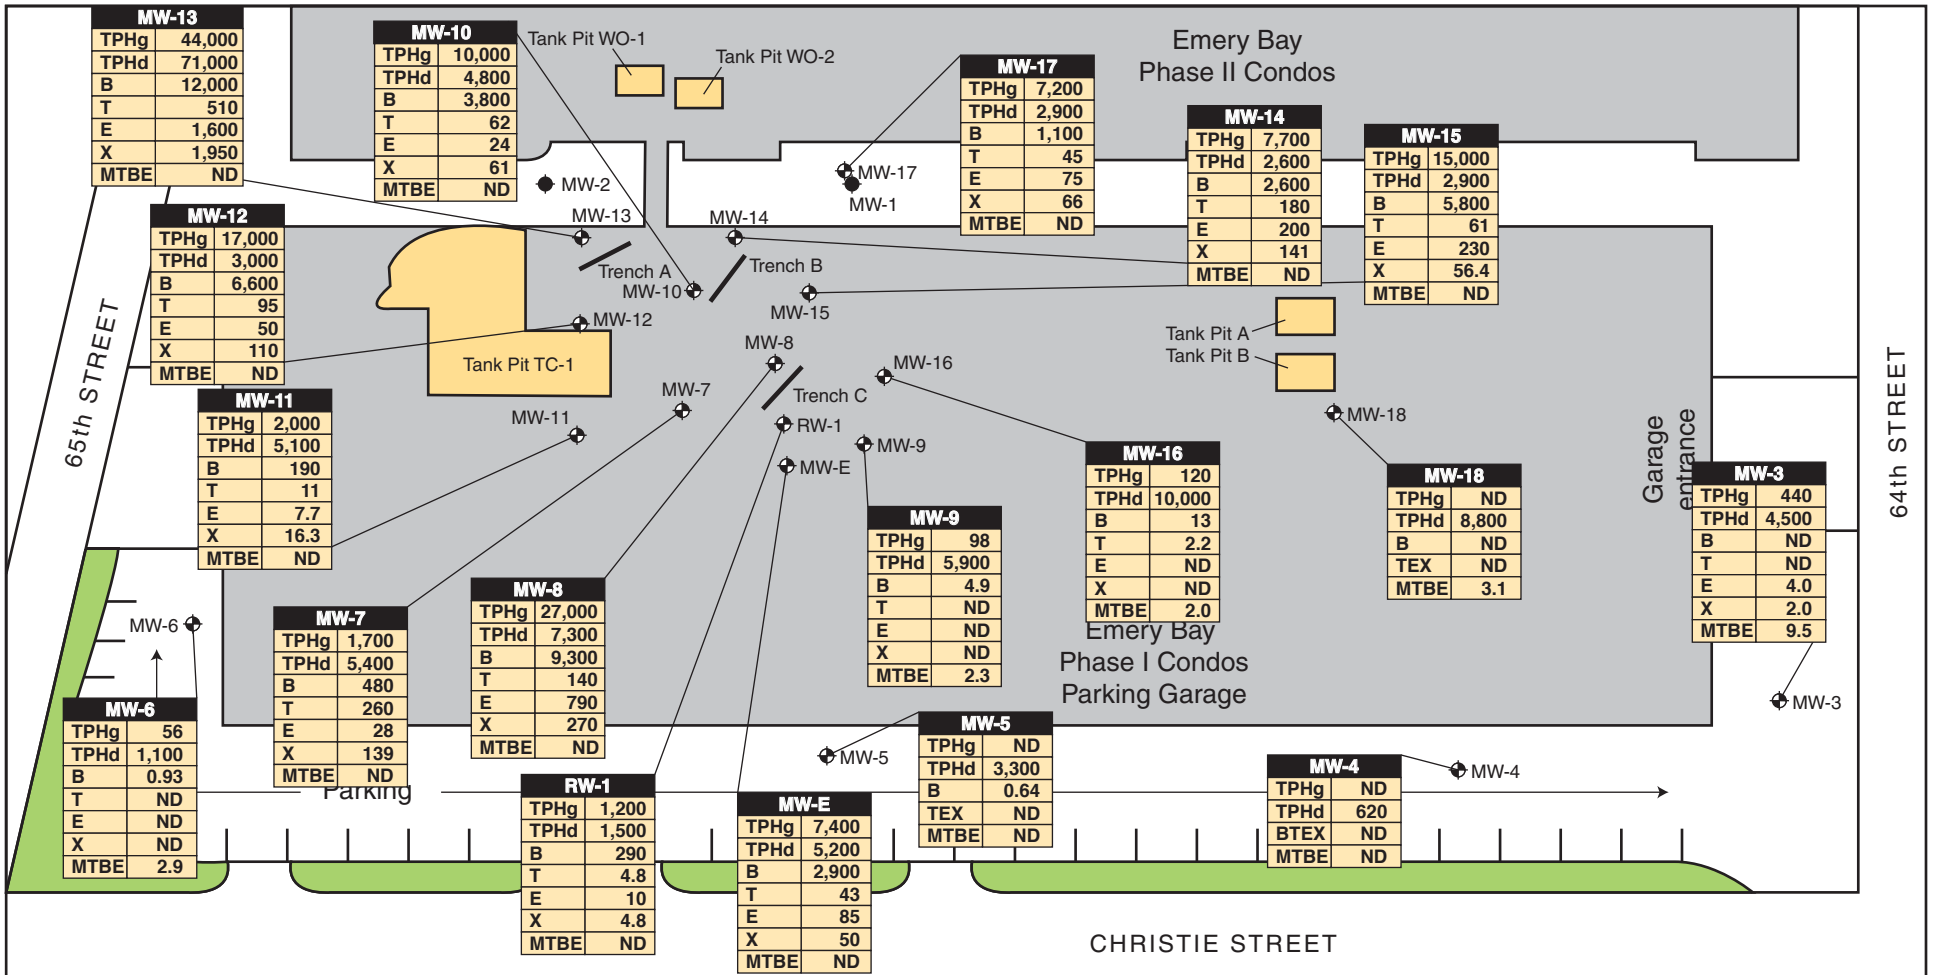 MW-13
TPHg 44,000
TPHd 71,000
B 12,000
T 510
E 1,600
X 1,950
MTBE ND
MW-10
TPHg 10,000
TPHd 4,800
B 3,800
T 62
E 24
X 61
MTBE ND
Tank Pit WO-1
Tank Pit WO-2
Emery Bay
Phase II Condos
MW-17
TPHg 7,200
TPHd 2,900
B 1,100
T 45
E 75
X 66
MTBE ND
MW-14
TPHg 7,700
TPHd 2,600
B 2,600
T 180
E 200
X 141
MTBE ND
MW-15
TPHg 15,000
TPHd 2,900
B 5,800
T 61
E 230
X 56.4
MTBE ND
MW-2
MW-17
MW-1
MW-13
MW-14
MW-12
TPHg 17,000
TPHd 3,000
B 6,600
T 95
E 50
X 110
MTBE ND
Trench A
Trench B
MW-10
MW-15
MW-12
Tank Pit A
Tank Pit B
MW-8
Tank Pit TC-1
MW-16
MW-7
Trench C
MW-11
RW-1
MW-18
MW-9
MW-E
65th STREET
64th STREET
Garage
entrance
MW-11
TPHg 2,000
TPHd 5,100
B 190
T 11
E 7.7
X 16.3
MTBE ND
MW-16
TPHg 120
TPHd 10,000
B 13
T 2.2
E ND
X ND
MTBE 2.0
MW-18
TPHg ND
TPHd 8,800
B ND
TEX ND
MTBE 3.1
MW-3
TPHg 440
TPHd 4,500
B ND
T ND
E 4.0
X 2.0
MTBE 9.5
MW-9
TPHg 98
TPHd 5,900
B 4.9
T ND
E ND
X ND
MTBE 2.3
MW-8
TPHg 27,000
TPHd 7,300
B 9,300
T 140
E 790
X 270
MTBE ND
MW-7
TPHg 1,700
TPHd 5,400
B 480
T 260
E 28
X 139
MTBE ND
MW-6
Emery Bay
Phase I Condos
Parking Garage
MW-3
MW-6
TPHg 56
TPHd 1,100
B 0.93
T ND
E ND
X ND
MTBE 2.9
MW-5
MW-5
TPHg ND
TPHd 3,300
B 0.64
TEX ND
MTBE ND
MW-4
TPHg ND
TPHd 620
BTEX ND
MTBE ND
MW-4
Parking
RW-1
TPHg 1,200
TPHd 1,500
B 290
T 4.8
E 10
X 4.8
MTBE ND
MW-E
TPHg 7,400
TPHd 5,200
B 2,900
T 43
E 85
X 50
MTBE ND
CHRISTIE STREET